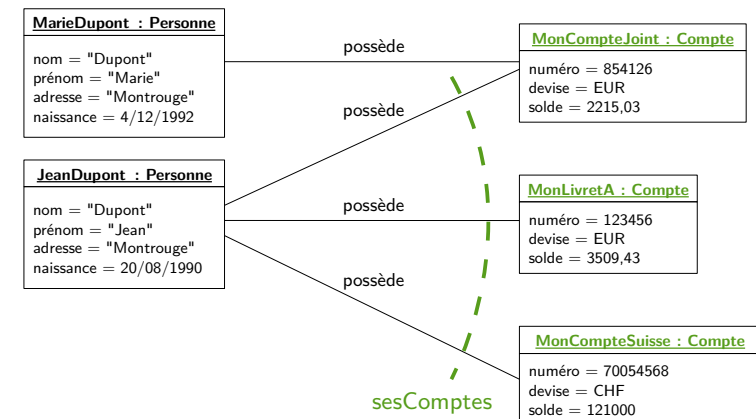 MarieDupont : Personne
nom = "Dupont"
prénom = "Marie"
adresse = "Montrouge"
naissance = 4/12/1992
possède
MonCompteJoint : Compte
numéro = 854126
devise = EUR
solde = 2215,03
possède
JeanDupont : Personne
nom = "Dupont"
prénom = "Jean"
adresse = "Montrouge"
naissance = 20/08/1990
possède
MonLivretA : Compte
numéro = 123456
devise = EUR
solde = 3509,43
possède
MonCompteSuisse : Compte
numéro = 70054568
devise = CHF
solde = 121000
sesComptes